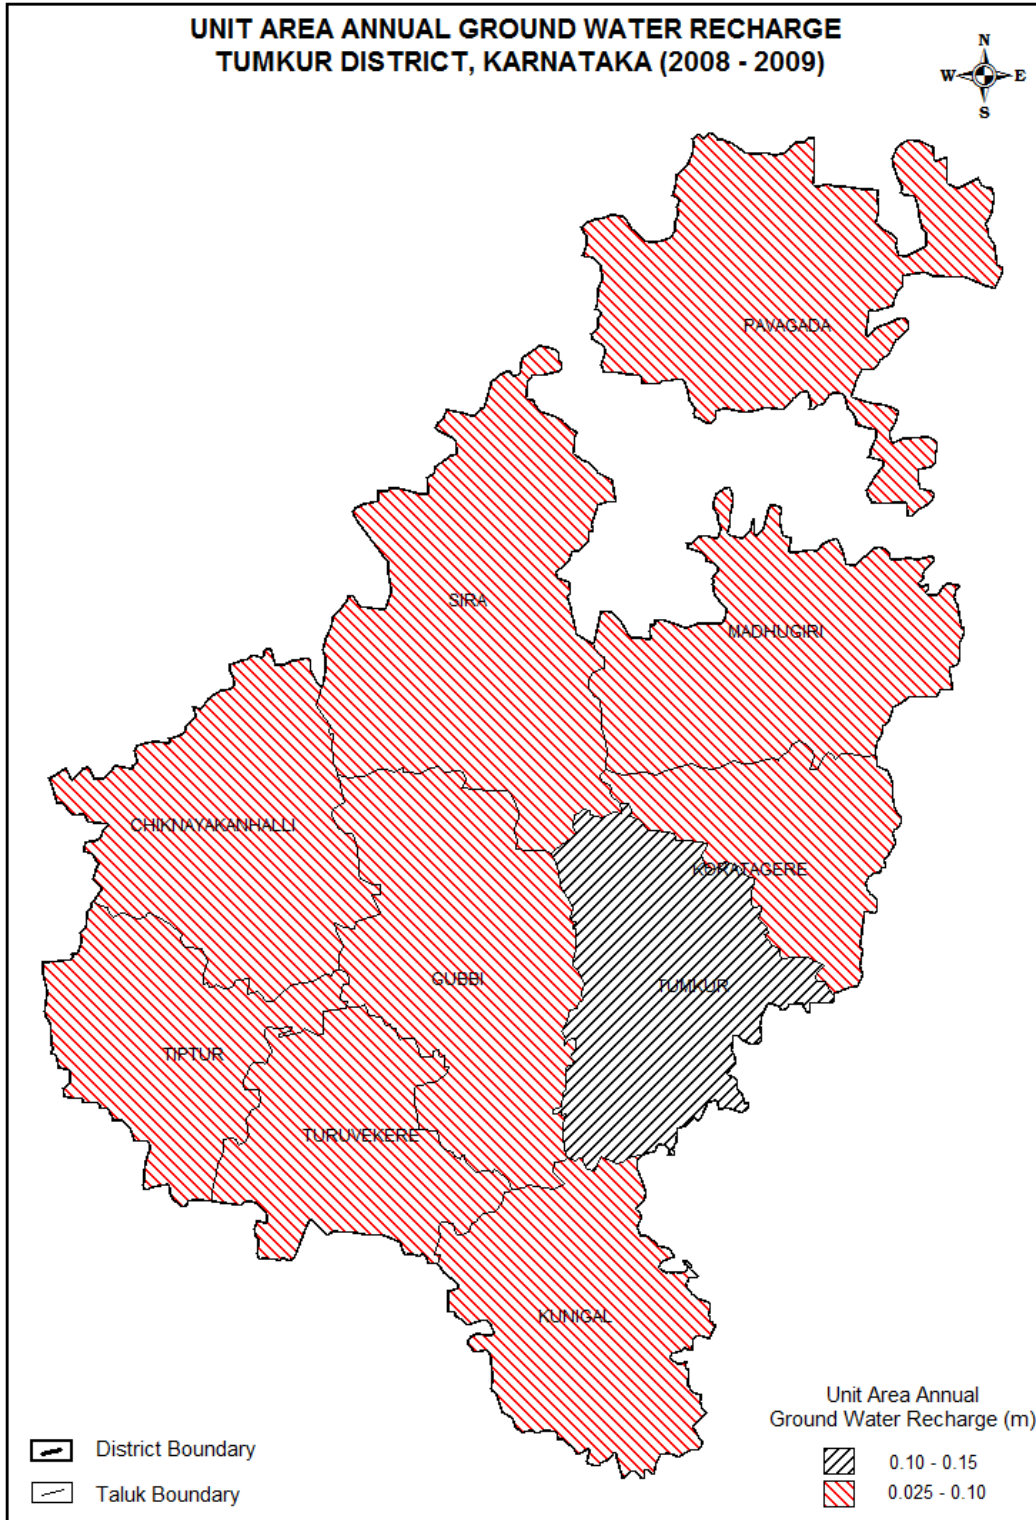 UNIT AREA ANNUAL GROUND WATER RECHARGE
TUMKUR DISTRICT, KARNATAKA (2008 - 2009)
N
W E
S
PAVAGADA
SIRA
MADHUGIRI
CHIKNAYAKANHALLI
KORATAGERE
GUBBI
TUMKUR
TIPTUR
TURUVEKERE
KUNIGAL
Unit Area Annual
Ground Water Recharge (m)
0.10 - 0.15
0.025 - 0.10
District Boundary
Taluk Boundary